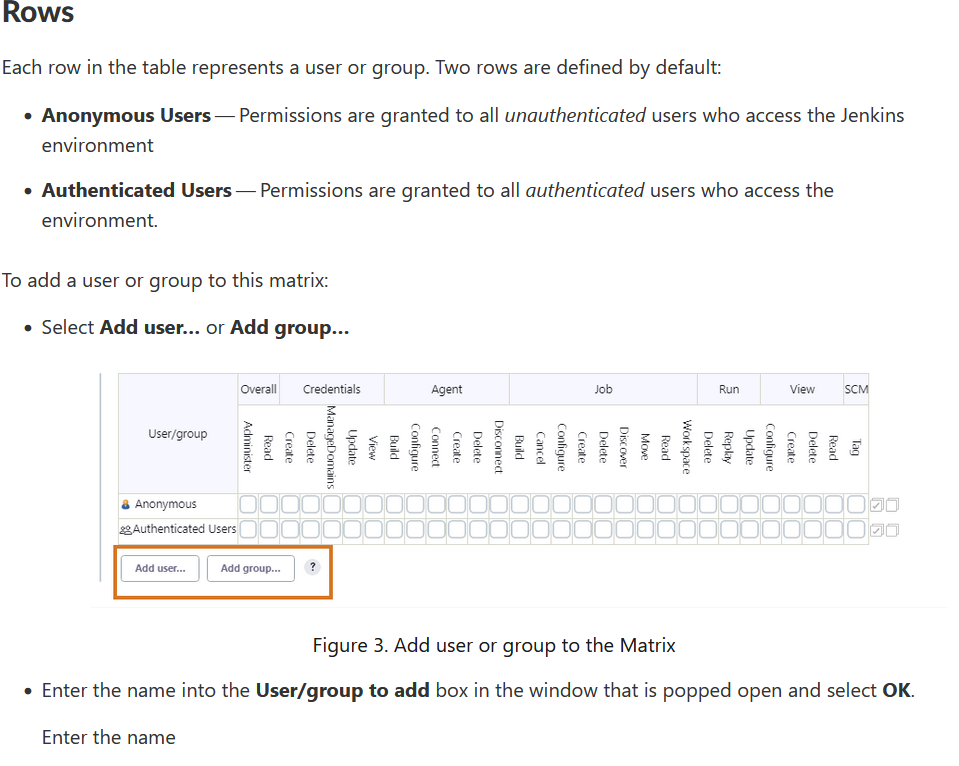 Rows
Each row in the table represents a user or group. Two rows are defined by default:
• Anonymous Users — Permissions are granted to all unauthenticated users who access the Jenkins
environment
• Authenticated Users — Permissions are granted to all authenticated users who access the
environment.
To add a user or group to this matrix:
• Select Add user... or Add group...
User/group Overall Credentials Agent Job Run View SCM
Administer Read Create Delete ManageDomains Update View Build Configure Connect Create Delete Disconnect Build Cancel Configure Create Delete Discover Move Read Workspace Delete Replay Update Configure Create Delete Read Tag
Anonymous
Authenticated Users
Add user... Add group... ?
Figure 3. Add user or group to the Matrix
• Enter the name into the User/group to add box in the window that is popped open and select OK.
Enter the name